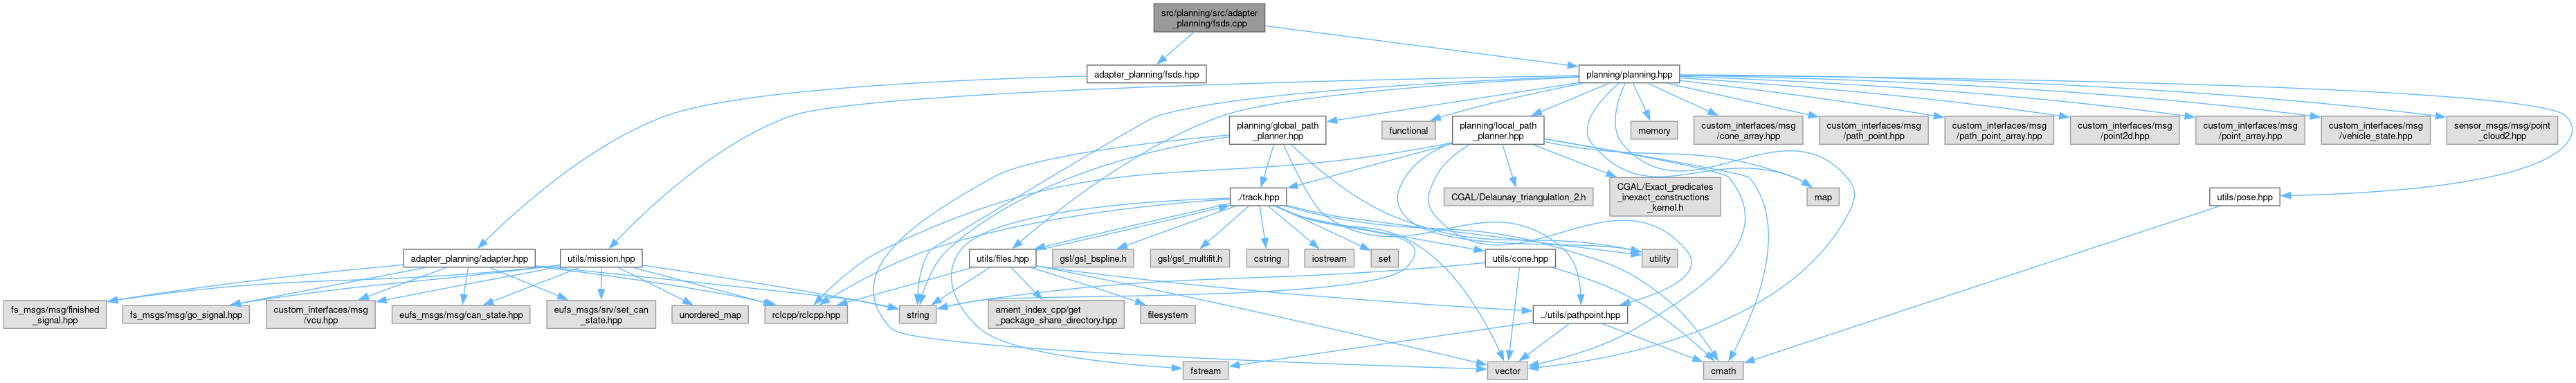 src/planning/src/adapter
_planning/fsds.cpp
adapter_planning/fsds.hpp
planning/planning.hpp
planning/global_path
_planner.hpp
functional
planning/local_path
_planner.hpp
memory
custom_interfaces/msg
/cone_array.hpp
custom_interfaces/msg
/path_point.hpp
custom_interfaces/msg
/path_point_array.hpp
custom_interfaces/msg
/point2d.hpp
custom_interfaces/msg
/point_array.hpp
custom_interfaces/msg
/vehicle_state.hpp
sensor_msgs/msg/point
_cloud2.hpp
./track.hpp
CGAL/Delaunay_triangulation_2.h
CGAL/Exact_predicates
_inexact_constructions
_kernel.h
map
utils/pose.hpp
adapter_planning/adapter.hpp
utils/mission.hpp
utils/files.hpp
gsl/gsl_bspline.h
gsl/gsl_multifit.h
cstring
iostream
set
utils/cone.hpp
utility
fs_msgs/msg/finished
_signal.hpp
fs_msgs/msg/go_signal.hpp
custom_interfaces/msg
/vcu.hpp
eufs_msgs/msg/can_state.hpp
eufs_msgs/srv/set_can
_state.hpp
unordered_map
rclcpp/rclcpp.hpp
string
ament_index_cpp/get
_package_share_directory.hpp
filesystem
../utils/pathpoint.hpp
fstream
vector
cmath